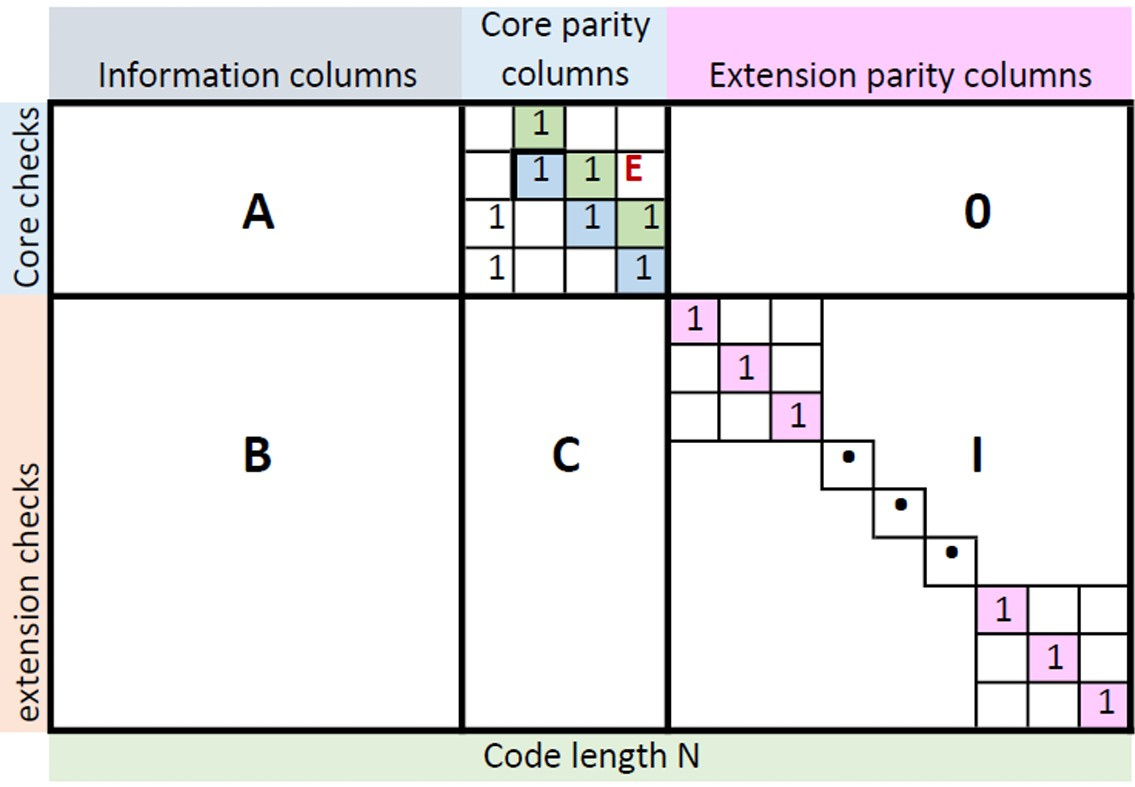 Core parity
columns
Information columns
Extension parity columns
Core checks
1
1 1 E
A
1 1 1
0
1 1
1
1
1
B
C
I
extension checks
1
1
1
Code length N